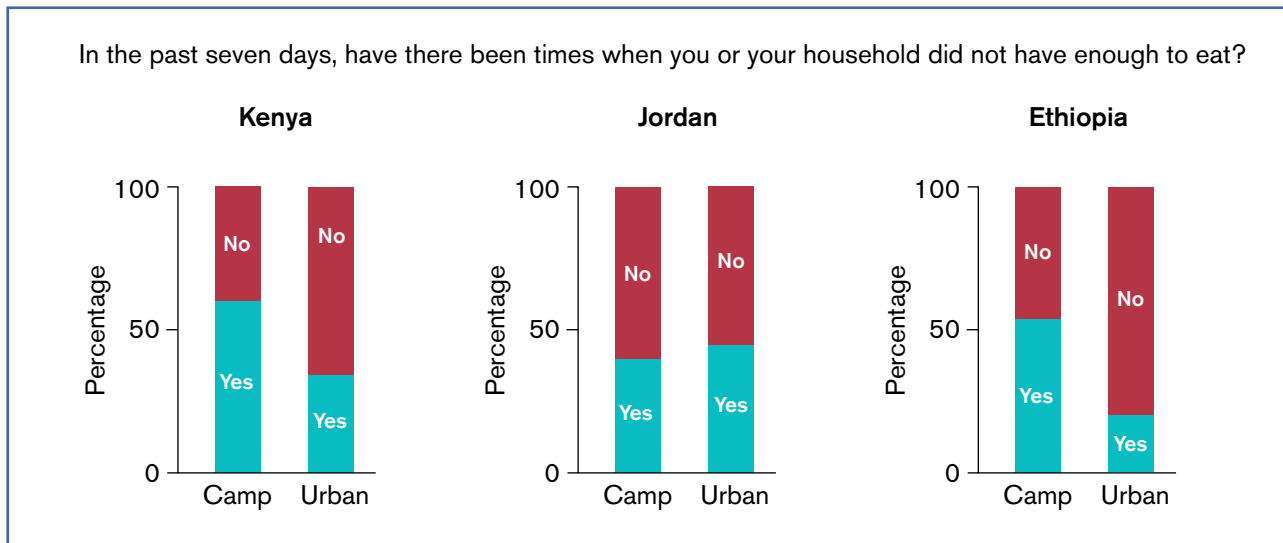 In the past seven days, have there been times when you or your household did not have enough to eat?
Kenya
Percentage
100
50
0
No
Yes
No
Yes
Camp
Urban
Jordan
Percentage
100
50
0
No
Yes
No
Yes
Camp
Urban
Ethiopia
Percentage
100
50
0
No
Yes
No
Yes
Camp
Urban